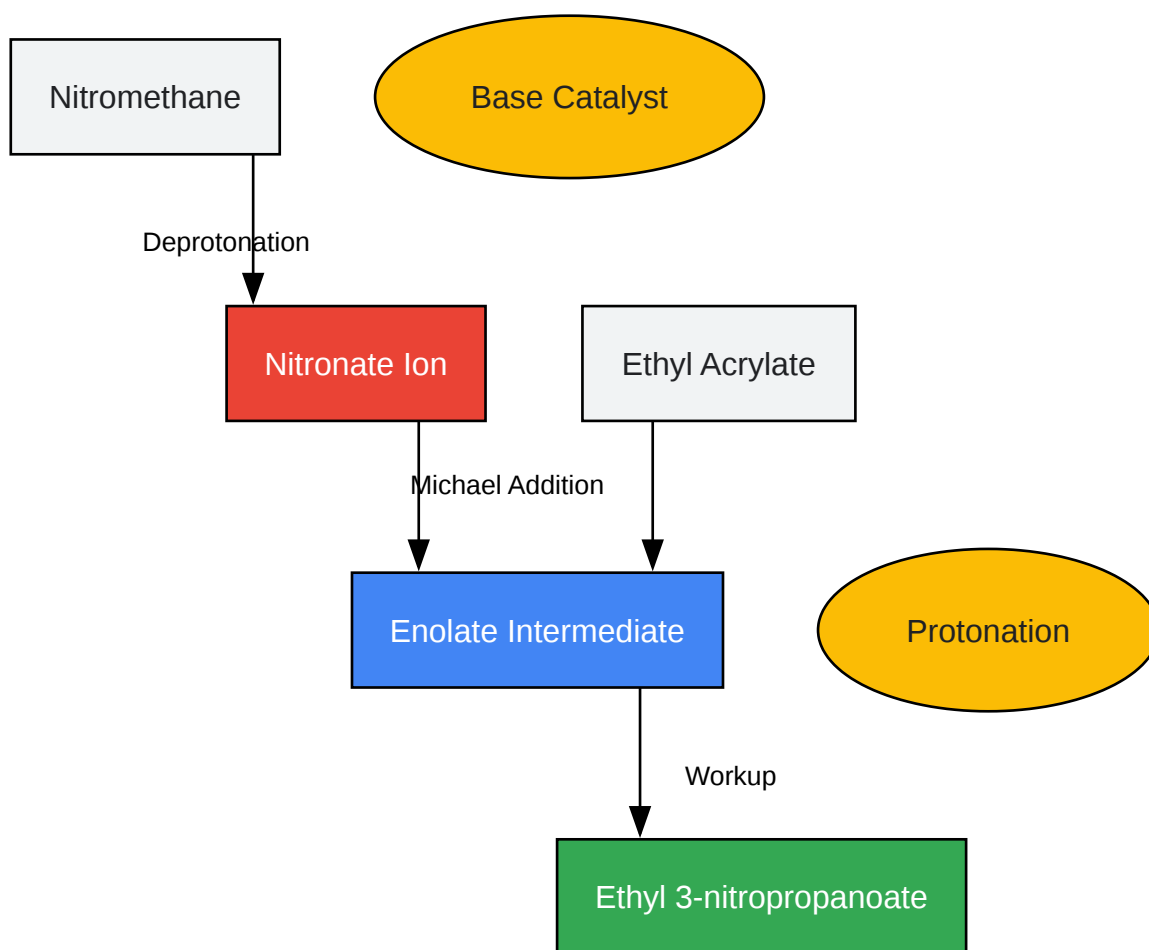 Nitromethane
Base Catalyst
Deprotonation
Nitronate Ion
Ethyl Acrylate
Michael Addition
Enolate Intermediate
Protonation
Workup
Ethyl 3-nitropropanoate